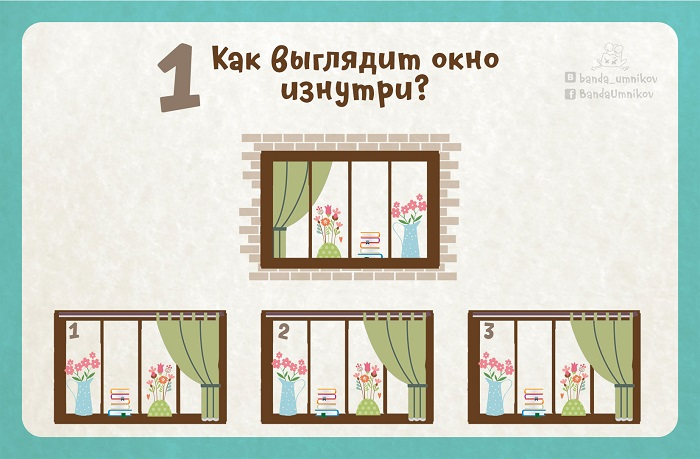 1
Как выглядит окно
изнутри?
B banda_umnikov
f BandaUmnikov
1
2
3